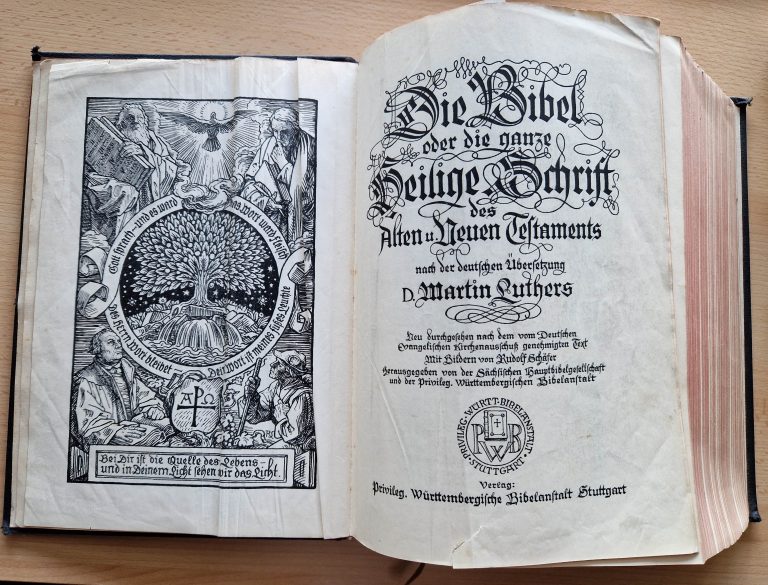 Gott sprach – und es ward
das Wort ward Fleisch
Dein Wort ist meines Fußes Leuchte
des Herrn Wort bleibet
Α Ω
Bei Dir ist die Quelle des Lebens –
und in Deinem Licht sehen wir das Licht.
Die Bibel
oder die ganze
Heilige Schrift
des
Alten u. Neuen Testaments
nach der deutschen Übersetzung
D. Martin Luthers
Neu durchgesehen nach dem vom Deutschen
Evangelischen Kirchenausschuß genehmigten Text
Mit Bildern von Rudolf Schäfer
Herausgegeben von der Sächsischen Hauptbibelgesellschaft
und der Privileg. Württembergischen Bibelanstalt
PRIVILEG. WÜRTT. BIBELANSTALT
STUTTGART
Verlag:
Privileg. Württembergische Bibelanstalt Stuttgart